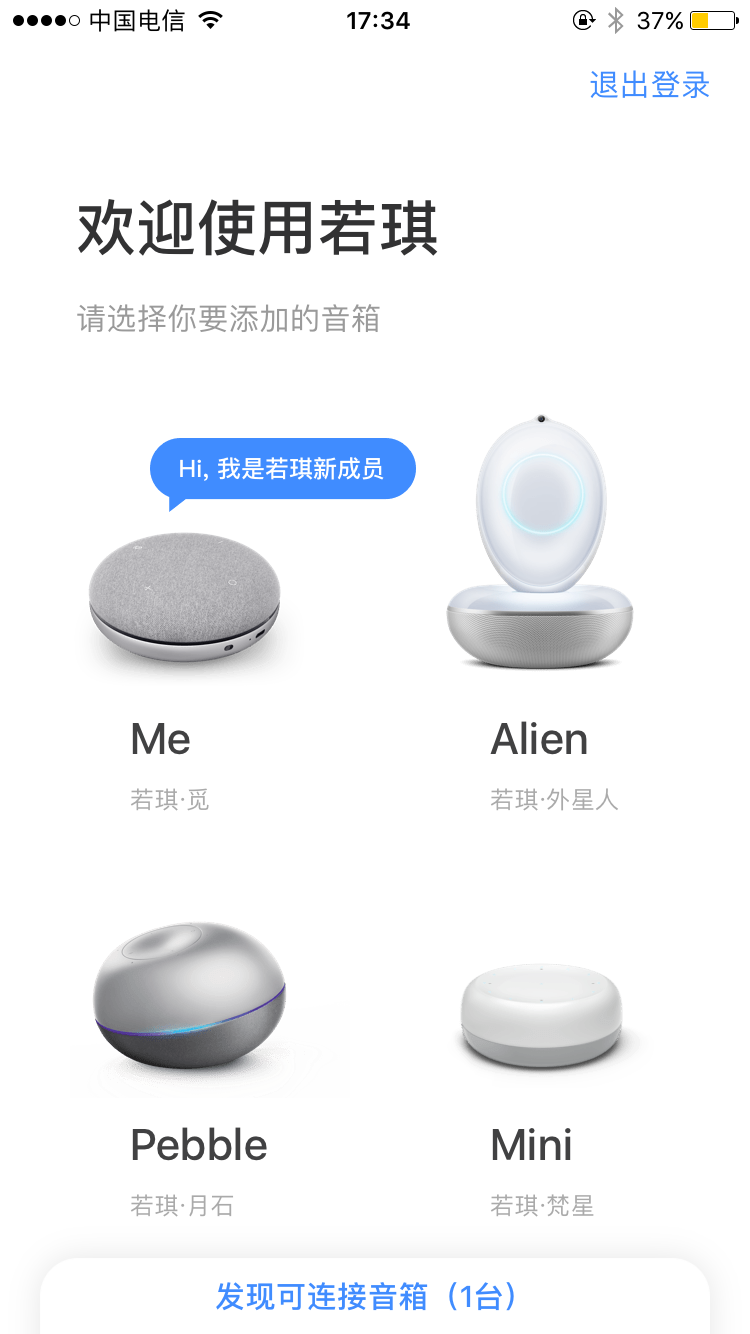 中国电信 17:34 37%
退出登录
欢迎使用若琪
请选择你要添加的音箱
Hi, 我是若琪新成员
Me
若琪·觅
Alien
若琪·外星人
Pebble
若琪·月石
Mini
若琪·梵星
发现可连接音箱（1台）